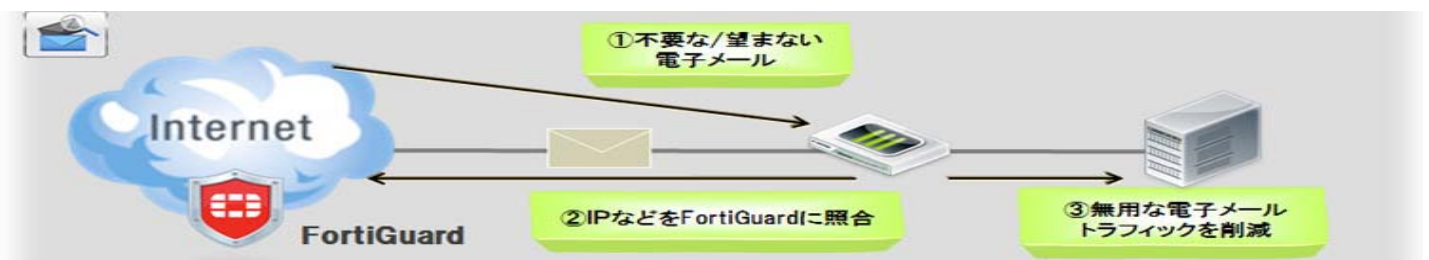 ①不要な/望まない
電子メール
Internet
②IPなどをFortiGuardに照合
③無用な電子メール
トラフィックを削減
FortiGuard